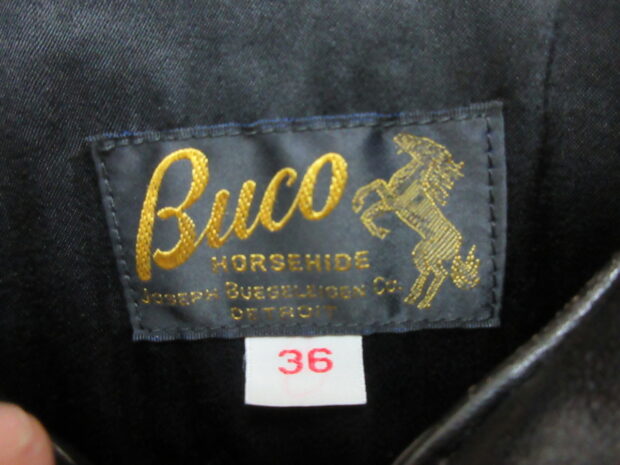 Buco
HORSEHIDE
JOSEPH BUEGELEISEN CO.
DETROIT
36